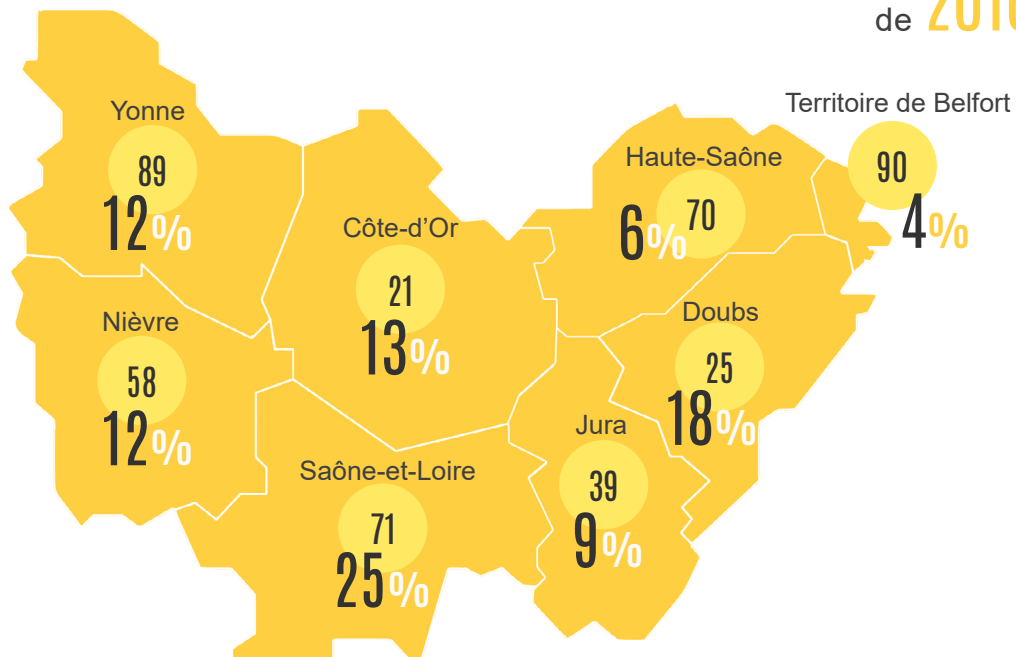 de
Yonne
89
12%
Territoire de Belfort
90
4%
Haute-Saône
70
6%
Côte-d'Or
21
13%
Nièvre
58
12%
Doubs
25
18%
Jura
39
9%
Saône-et-Loire
71
25%